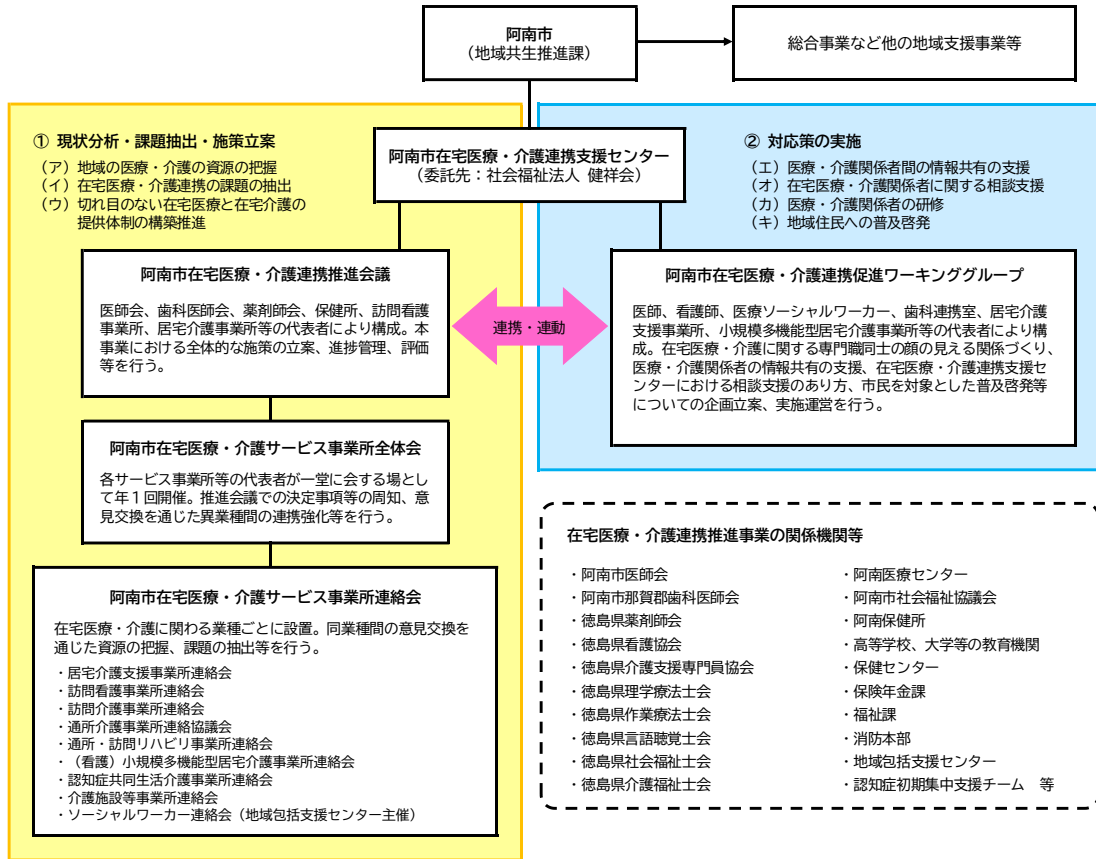 阿南市
（地域共生推進課）
総合事業など他の地域支援事業等
① 現状分析・課題抽出・施策立案
（ア）地域の医療・介護の資源の把握
（イ）在宅医療・介護連携の課題の抽出
（ウ）切れ目のない在宅医療と在宅介護の
提供体制の構築推進
阿南市在宅医療・介護連携支援センター
（委託先：社会福祉法人 健祥会）
② 対応策の実施
（エ）医療・介護関係者間の情報共有の支援
（オ）在宅医療・介護関係者に関する相談支援
（カ）医療・介護関係者の研修
（キ）地域住民への普及啓発
阿南市在宅医療・介護連携推進会議
医師会、歯科医師会、薬剤師会、保健所、訪問看護
事業所、居宅介護事業所等の代表者により構成。本
事業における全体的な施策の立案、進捗管理、評価
等を行う。
連携・連動
阿南市在宅医療・介護連携促進ワーキンググループ
医師、看護師、医療ソーシャルワーカー、歯科連携室、居宅介護
支援事業所、小規模多機能型居宅介護事業所等の代表者により構
成。在宅医療・介護に関する専門職同士の顔の見える関係づくり、
医療・介護関係者の情報共有の支援、在宅医療・介護連携支援セ
ンターにおける相談支援のあり方、市民を対象とした普及啓発等
についての企画立案、実施運営を行う。
阿南市在宅医療・介護サービス事業所全体会
各サービス事業所等の代表者が一堂に会する場とし
て年１回開催。推進会議での決定事項等の周知、意
見交換を通じた異業種間の連携強化等を行う。
阿南市在宅医療・介護サービス事業所連絡会
在宅医療・介護に関わる業種ごとに設置。同業種間の意見交換を
通じた資源の把握、課題の抽出等を行う。
・居宅介護支援事業所連絡会
・訪問看護事業所連絡会
・訪問介護事業所連絡会
・通所介護事業所連絡協議会
・通所・訪問リハビリ事業所連絡会
・（看護）小規模多機能型居宅介護事業所連絡会
・認知症共同生活介護事業所連絡会
・介護施設等事業所連絡会
・ソーシャルワーカー連絡会（地域包括支援センター主催）
在宅医療・介護連携推進事業の関係機関等
・阿南市医師会
・阿南市那賀郡歯科医師会
・徳島県薬剤師会
・徳島県看護協会
・徳島県介護支援専門員協会
・徳島県理学療法士会
・徳島県作業療法士会
・徳島県言語聴覚士会
・徳島県社会福祉士会
・徳島県介護福祉士会
・阿南医療センター
・阿南市社会福祉協議会
・阿南保健所
・高等学校、大学等の教育機関
・保健センター
・保険年金課
・福祉課
・消防本部
・地域包括支援センター
・認知症初期集中支援チーム　等